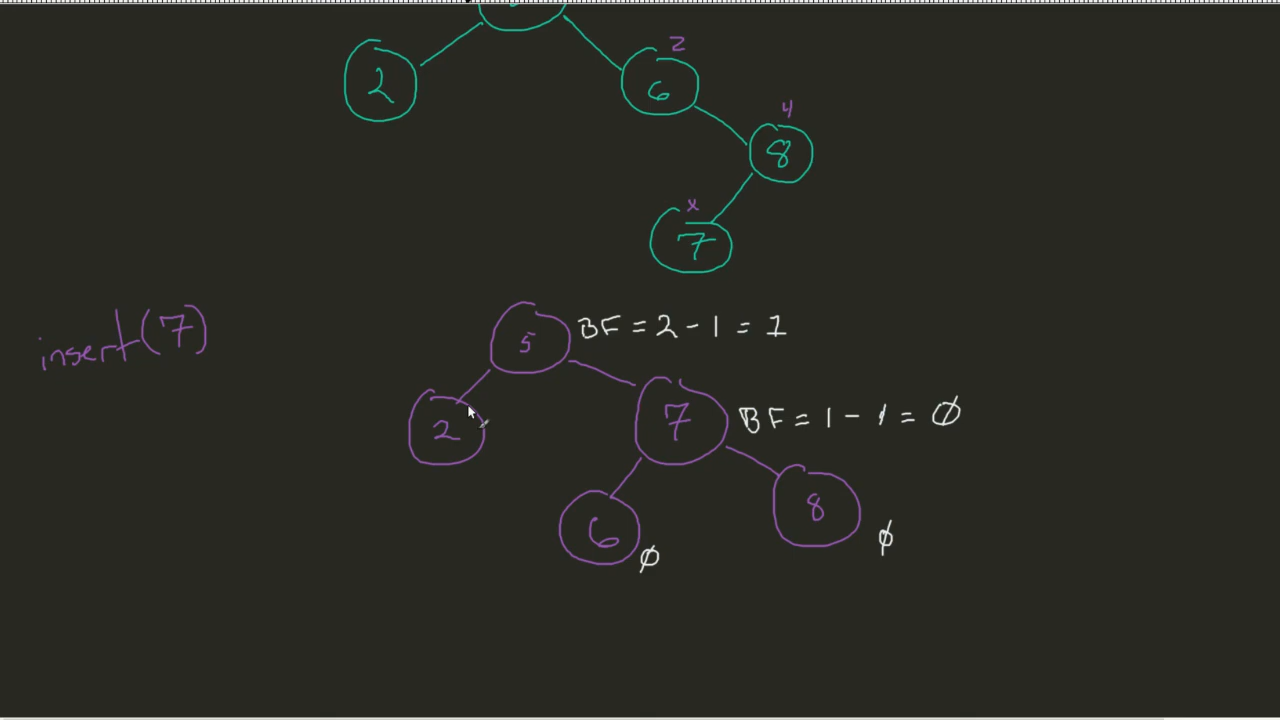 z
2
6
4
8
x
7
insert(7)
5 BF = 2 - 1 = 1
2
7 BF = 1 - 1 = ∅
6 ∅
8 ∅